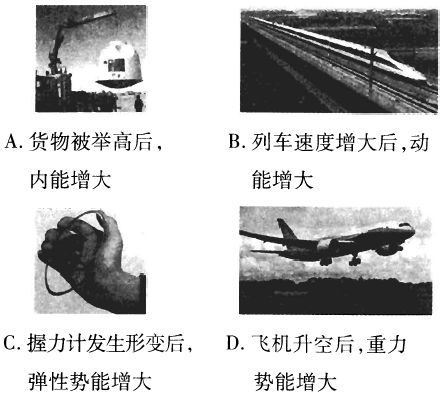 A. 货物被举高后，
内能增大
B. 列车速度增大后，动
能增大
C. 握力计发生形变后，
弹性势能增大
D. 飞机升空后，重力
势能增大